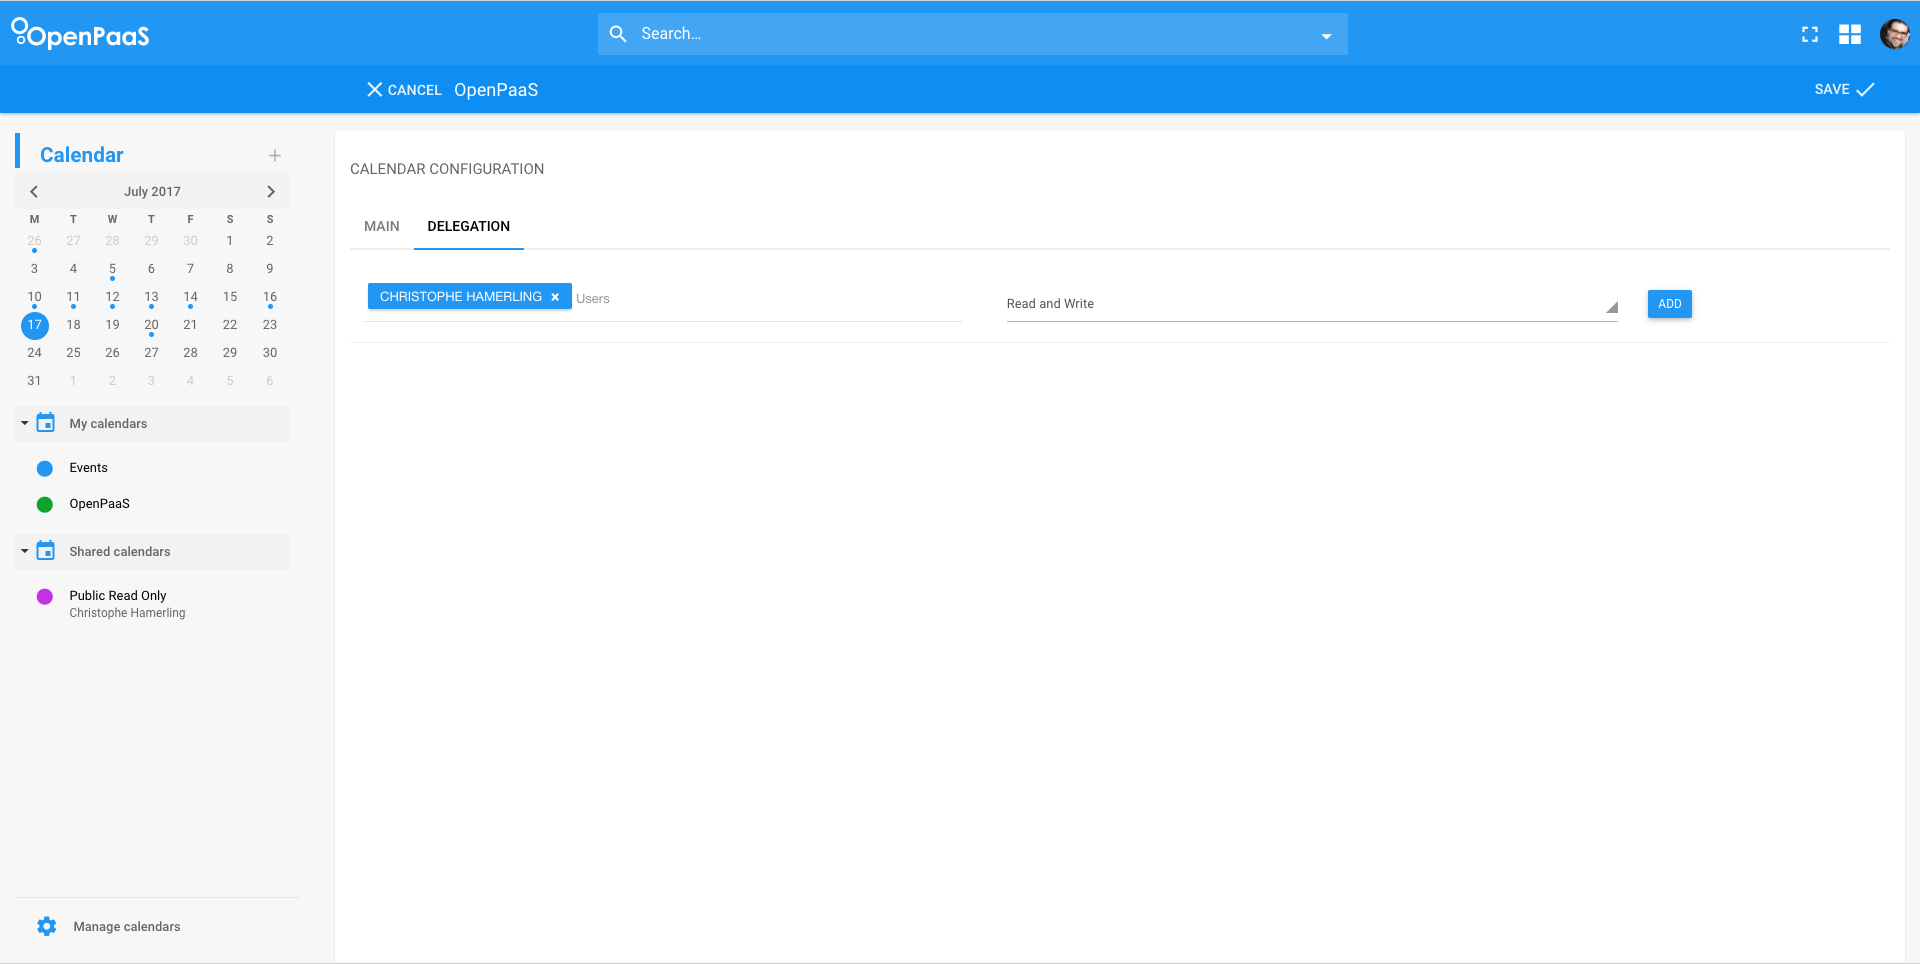 OpenPaaS
Search...
CANCEL OpenPaaS
SAVE
Calendar
July 2017
M T W T F S S
26 27 28 29 30 1 2
3 4 5 6 7 8 9
10 11 12 13 14 15 16
17 18 19 20 21 22 23
24 25 26 27 28 29 30
31 1 2 3 4 5 6
My calendars
Events
OpenPaaS
Shared calendars
Public Read Only
Christophe Hamerling
Manage calendars
CALENDAR CONFIGURATION
MAIN DELEGATION
CHRISTOPHE HAMERLING × Users
Read and Write
ADD